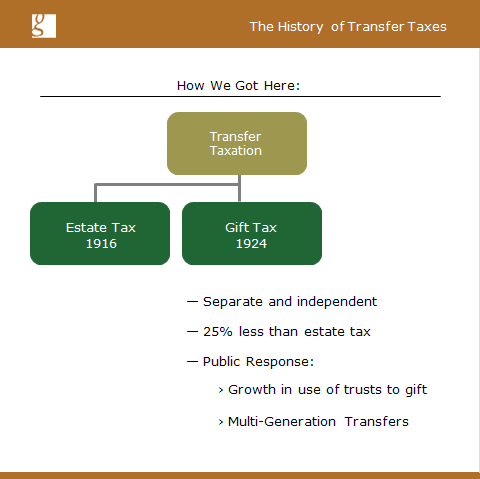 g
The History of Transfer Taxes
How We Got Here:
Transfer
Taxation
Estate Tax
1916
Gift Tax
1924
— Separate and independent
— 25% less than estate tax
— Public Response:
› Growth in use of trusts to gift
› Multi-Generation Transfers